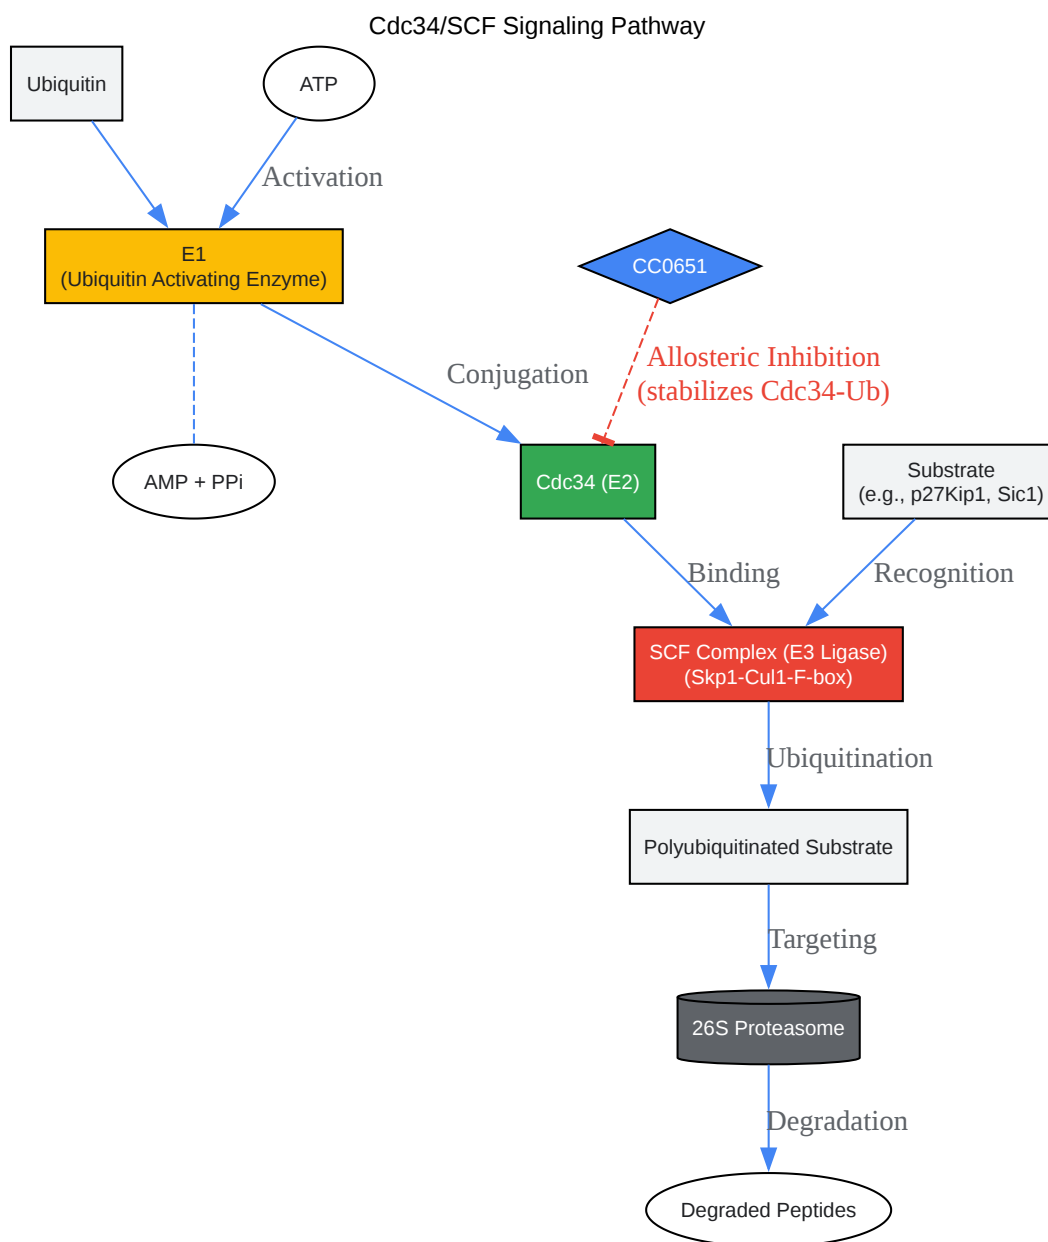 Cdc34/SCF Signaling Pathway
Ubiquitin
ATP
Activation
E1
(Ubiquitin Activating Enzyme)
CC0651
Allosteric Inhibition
(stabilizes Cdc34-Ub)
Conjugation
AMP + PPi
Cdc34 (E2)
Substrate
(e.g., p27Kip1, Sic1)
Binding
Recognition
SCF Complex (E3 Ligase)
(Skp1-Cul1-F-box)
Ubiquitination
Polyubiquitinated Substrate
Targeting
26S Proteasome
Degradation
Degraded Peptides